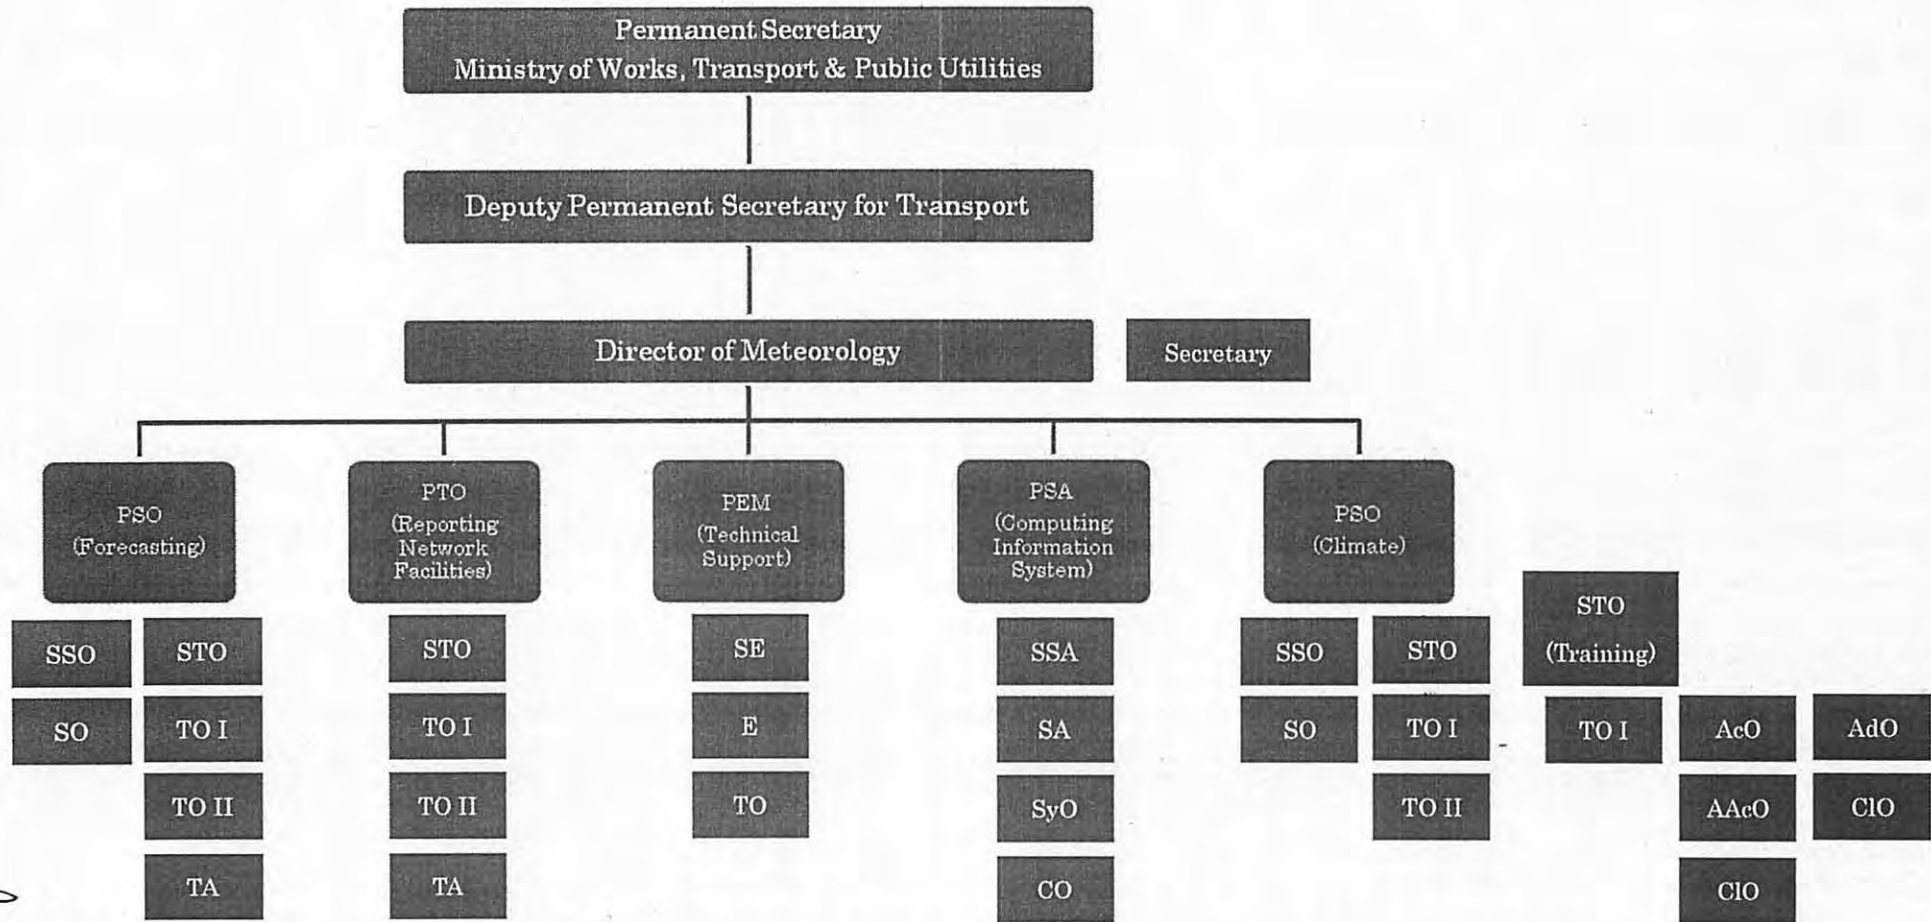 Permanent Secretary
Ministry of Works, Transport & Public Utilities
Deputy Permanent Secretary for Transport
Director of Meteorology
Secretary
PSO
(Forecasting)
PTO
(Reporting
Network
Facilities)
PEM
(Technical
Support)
PSA
(Computing
Information
System)
PSO
(Climate)
STO
(Training)
SSO
STO
STO
SE
SSA
SSO
STO
SO
TO I
TO I
E
SA
SO
TO I
TO I
AcO
AdO
TO II
TO II
TO
SyO
TO II
AAcO
ClO
TA
TA
CO
ClO